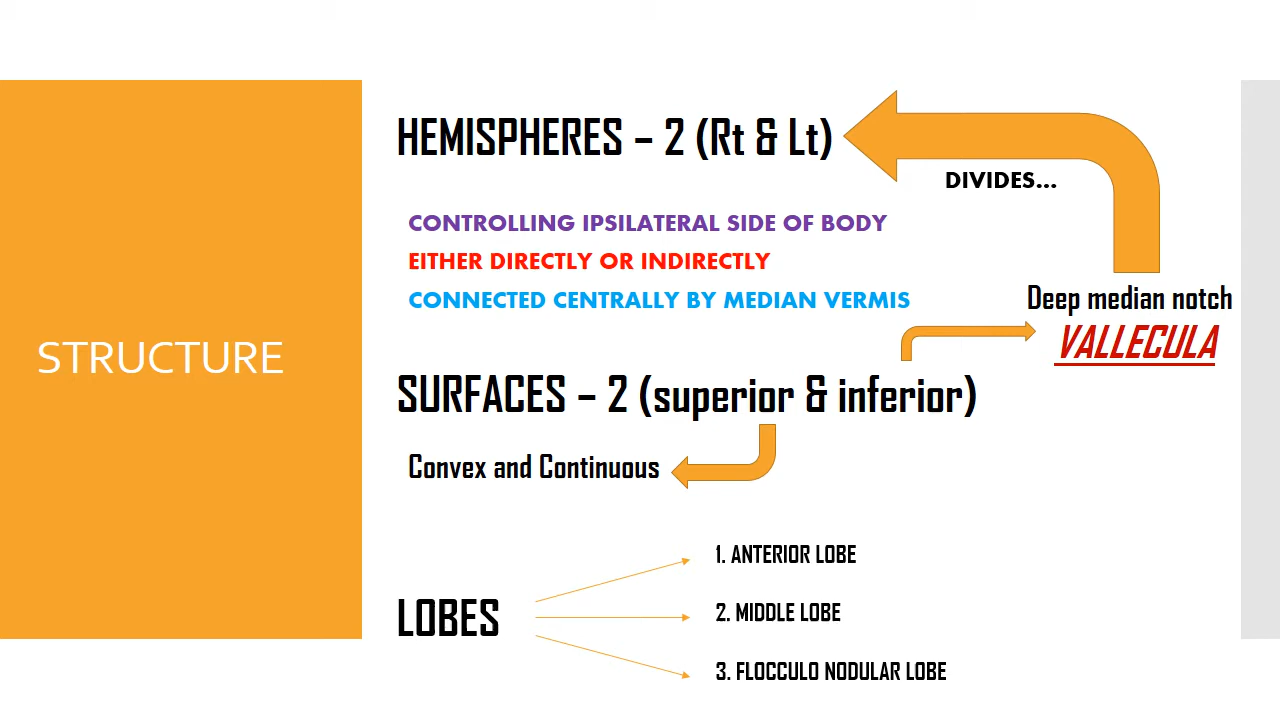 STRUCTURE
HEMISPHERES – 2 (Rt & Lt)
DIVIDES...
CONTROLLING IPSILATERAL SIDE OF BODY
EITHER DIRECTLY OR INDIRECTLY
CONNECTED CENTRALLY BY MEDIAN VERMIS
Deep median notch
VALLECULA
SURFACES – 2 (superior & inferior)
Convex and Continuous
LOBES
1. ANTERIOR LOBE
2. MIDDLE LOBE
3. FLOCCULO NODULAR LOBE